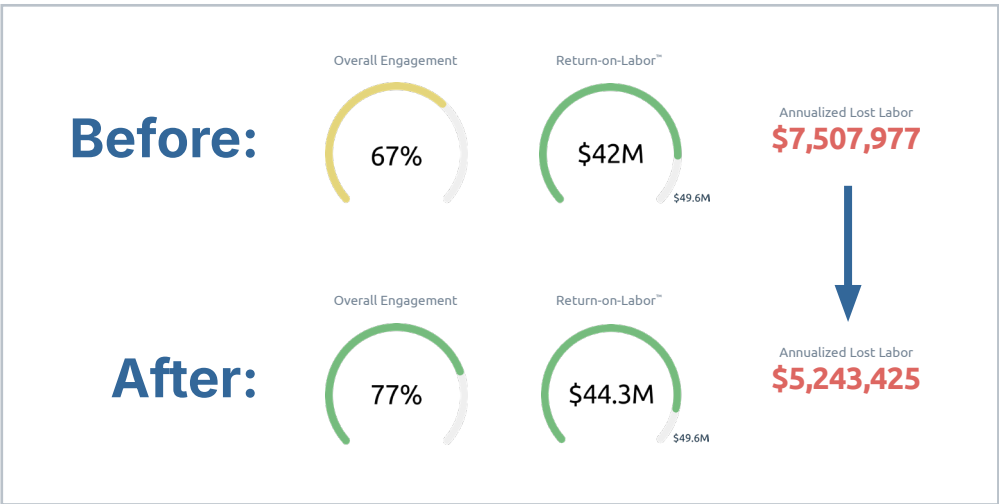 Before:
Overall Engagement
67%
Return-on-Labor™
$42M
$49.6M
Annualized Lost Labor
$7,507,977
After:
Overall Engagement
77%
Return-on-Labor™
$44.3M
$49.6M
Annualized Lost Labor
$5,243,425